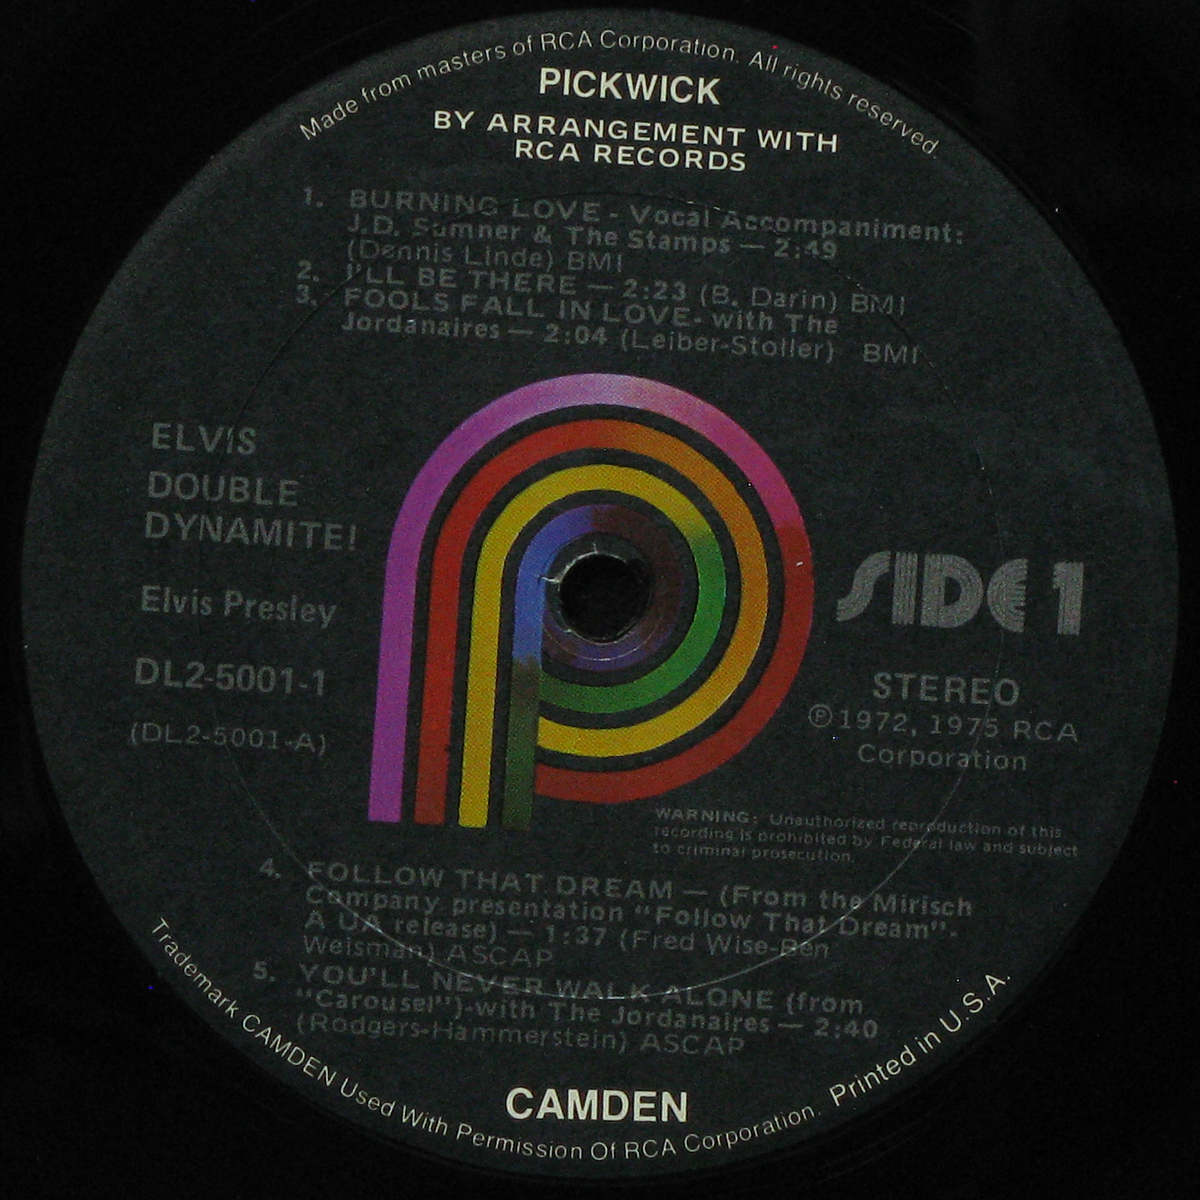 Made from masters of RCA Corporation. All rights reserved.
PICKWICK
BY ARRANGEMENT WITH
RCA RECORDS
1. BURNING LOVE - Vocal Accompaniment:
J.D. Sumner & The Stamps — 2:49
(Dennis Linde) BMI
2. I'LL BE THERE — 2:23 (B. Darin) BMI
3. FOOLS FALL IN LOVE- with The
Jordanaires — 2:04 (Leiber-Stoller) BMI
ELVIS
DOUBLE
DYNAMITE!
Elvis Presley
DL2-5001-1
(DL2-5001-A)
SIDE 1
STEREO
Ⓟ1972, 1975 RCA
Corporation
WARNING: Unauthorized reproduction of this
recording is prohibited by Federal law and subject
to criminal prosecution.
4. FOLLOW THAT DREAM — (From the Mirisch
Company presentation "Follow That Dream".
A UA release) — 1:37 (Fred Wise-Ben
Weisman) ASCAP
5. YOU'LL NEVER WALK ALONE (from
"Carousel")-with The Jordanaires — 2:40
(Rodgers-Hammerstein) ASCAP
CAMDEN
Trademark CAMDEN Used With Permission Of RCA Corporation. Printed in U.S.A.